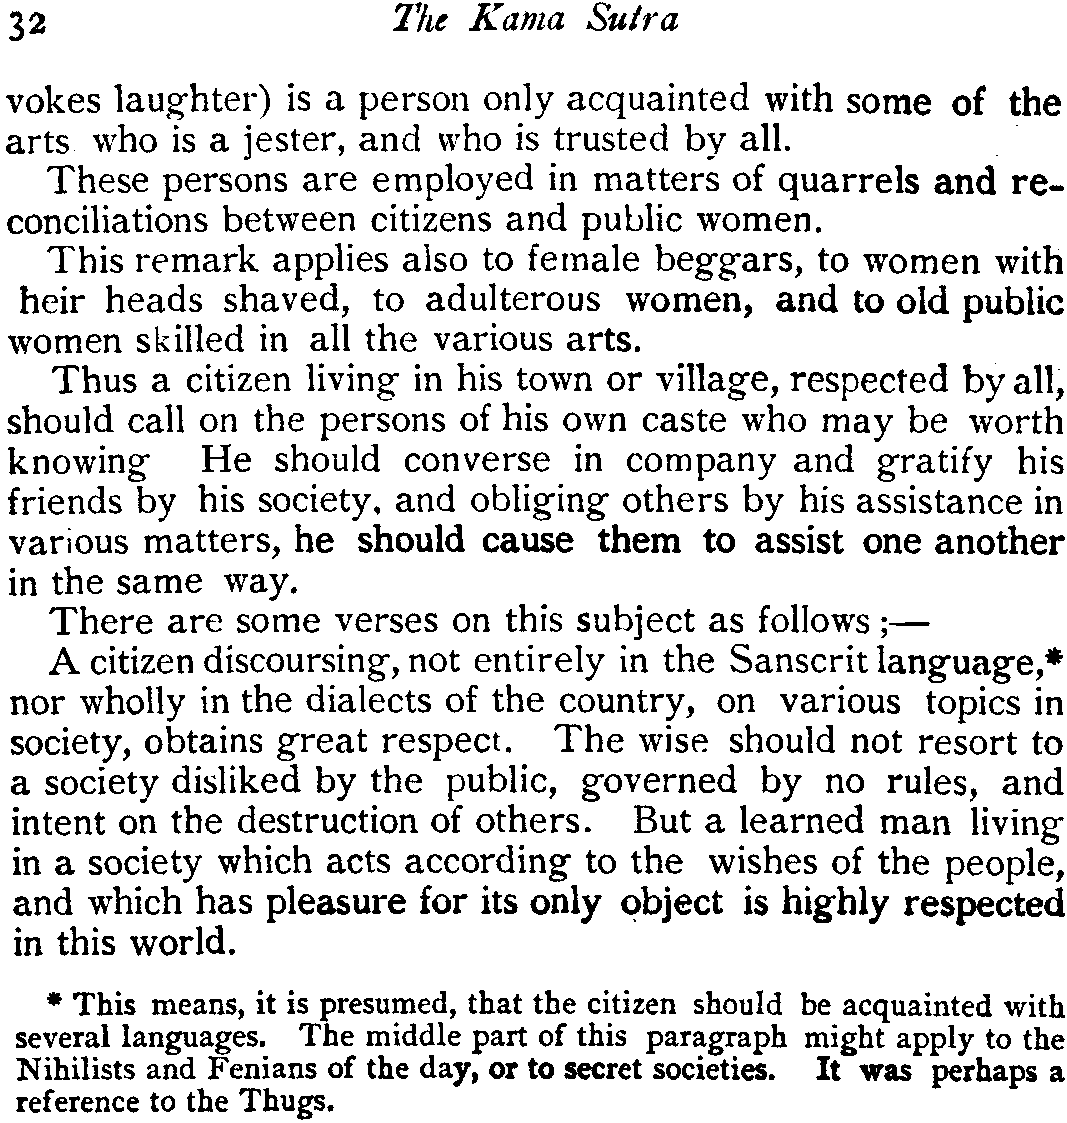 32 The Kama Sutra
vokes laughter) is a person only acquainted with some of the
arts who is a jester, and who is trusted by all.
These persons are employed in matters of quarrels and re-
conciliations between citizens and public women.
This remark applies also to female beggars, to women with
heir heads shaved, to adulterous women, and to old public
women skilled in all the various arts.
Thus a citizen living in his town or village, respected by all,
should call on the persons of his own caste who may be worth
knowing He should converse in company and gratify his
friends by his society, and obliging others by his assistance in
various matters, he should cause them to assist one another
in the same way.
There are some verses on this subject as follows ;—
A citizen discoursing, not entirely in the Sanscrit language,*
nor wholly in the dialects of the country, on various topics in
society, obtains great respect. The wise should not resort to
a society disliked by the public, governed by no rules, and
intent on the destruction of others. But a learned man living
in a society which acts according to the wishes of the people,
and which has pleasure for its only object is highly respected
in this world.
* This means, it is presumed, that the citizen should be acquainted with
several languages. The middle part of this paragraph might apply to the
Nihilists and Fenians of the day, or to secret societies. It was perhaps a
reference to the Thugs.